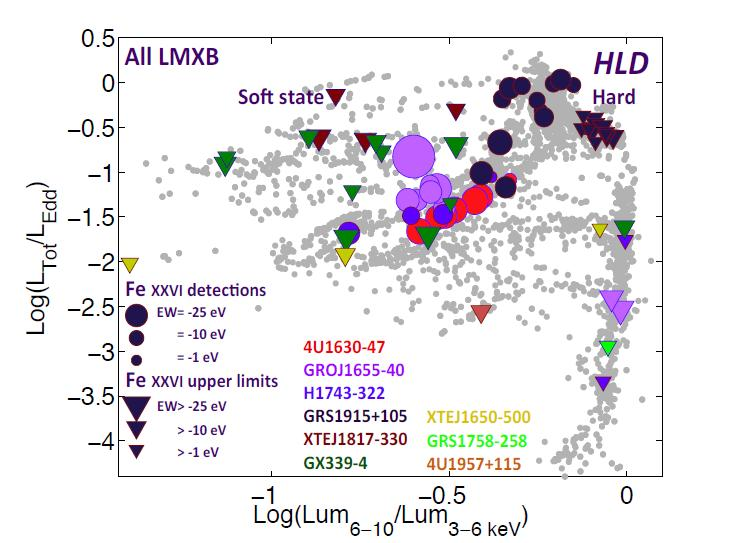 All LMXB
HLD
Soft state
Hard
0.5
0
−0.5
−1
−1.5
−2
−2.5
−3
−3.5
−4
Log(L_Tot/L_Edd)
Fe XXVI detections
EW= -25 eV
= -10 eV
= -1 eV
Fe XXVI upper limits
EW> -25 eV
> -10 eV
> -1 eV
4U1630-47
GROJ1655-40
H1743-322
GRS1915+105
XTEJ1817-330
GX339-4
XTEJ1650-500
GRS1758-258
4U1957+115
−1
−0.5
0
Log(Lum_6−10/Lum_3−6 keV)